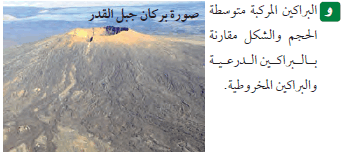 و البراكين المركبة متوسطة
الحجم والشكل مقارنة
بالبراكين الدرعية
والبراكين المخروطية.
صورة بركان جبل القدر